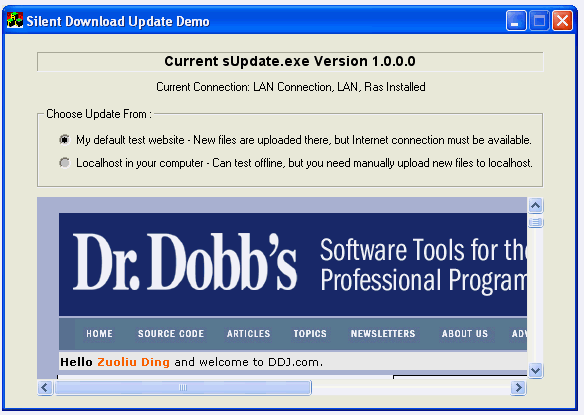 Silent Download Update Demo
Current sUpdate.exe Version 1.0.0.0
Current Connection: LAN Connection, LAN, Ras Installed
Choose Update From :
My default test website - New files are uploaded there, but Internet connection must be available.
Localhost in your computer - Can test offline, but you need manually upload new files to localhost.
Dr. Dobb's
Software Tools for the
Professional Program
HOME SOURCE CODE ARTICLES TOPICS NEWSLETTERS ABOUT US ADV
Hello Zuoliu Ding and welcome to DDJ.com.